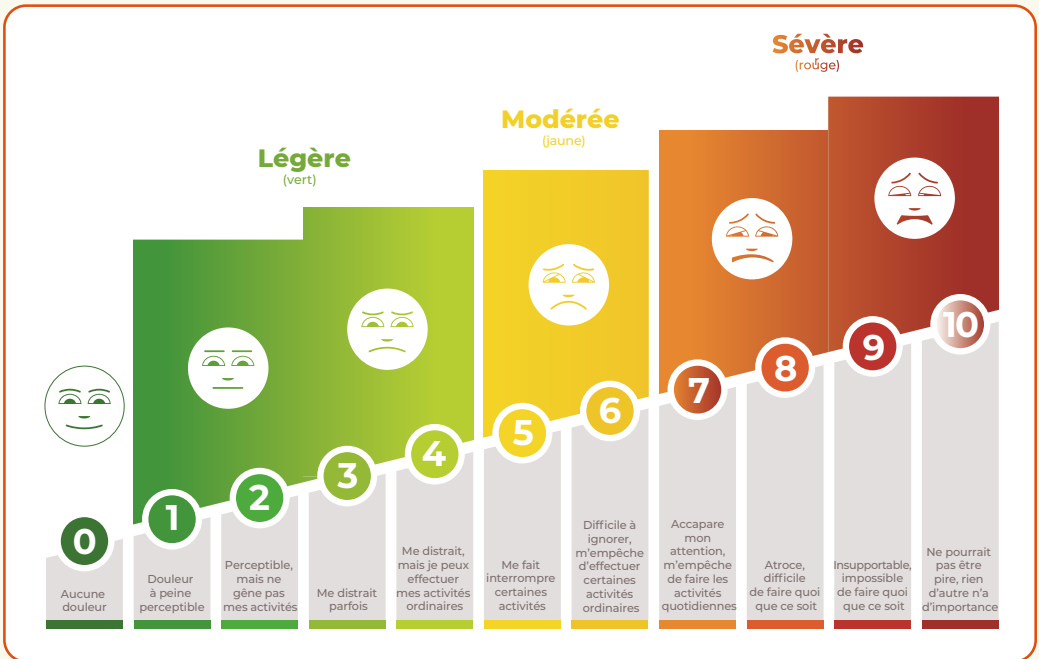 Sévère
(rouge)
Modérée
(jaune)
Légère
(vert)
0
1
2
3
4
5
6
7
8
9
10
Aucune
douleur
Douleur
à peine
perceptible
Perceptible,
mais ne
gêne pas
mes activités
Me distrait
parfois
Me distrait,
mais je peux
effectuer
mes activités
ordinaires
Me fait
interrompre
certaines
activités
Difficile à
ignorer,
m’empêche
d’effectuer
certaines
activités
ordinaires
Accapare
mon
attention,
m’empêche
de faire les
activités
quotidiennes
Atroce,
difficile
de faire quoi
que ce soit
Insupportable,
impossible
de faire quoi
que ce soit
Ne pourrait
pas être
pire, rien
d’autre n’a
d’importance